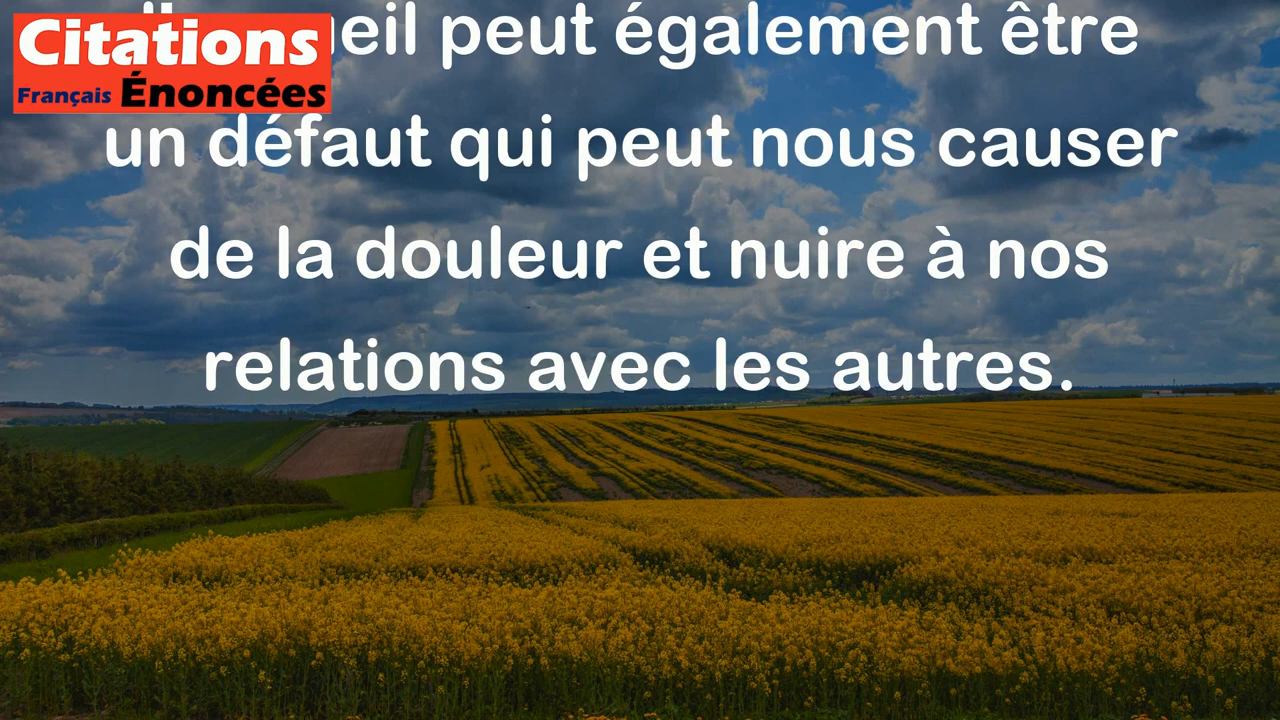 Citations
Français Énoncées
eil peut également être
un défaut qui peut nous causer
de la douleur et nuire à nos
relations avec les autres.